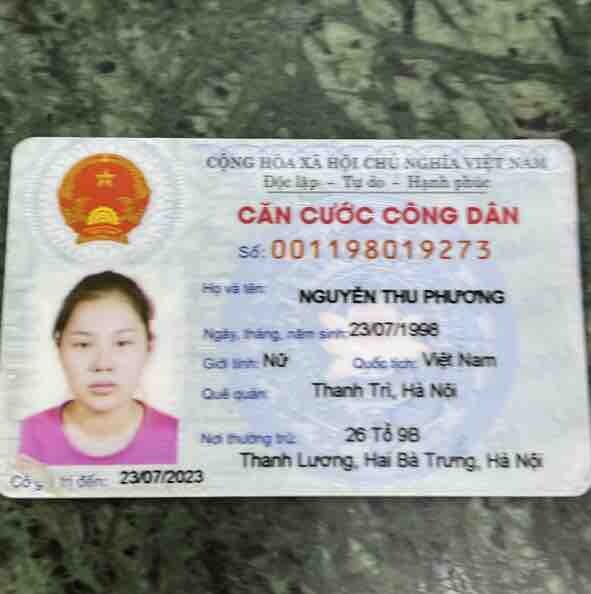 CỘNG HÒA XÃ HỘI CHỦ NGHĨA VIỆT NAM
Độc lập - Tự do - Hạnh phúc
CĂN CƯỚC CÔNG DÂN
Số: 001198019273
Họ và tên: NGUYỄN THU PHƯƠNG
Ngày, tháng, năm sinh: 23/07/1998
Giới tính: Nữ Quốc tịch: Việt Nam
Quê quán: Thanh Trì, Hà Nội
Nơi thường trú: 26 Tổ 9B
Thanh Lương, Hai Bà Trưng, Hà Nội
Có giá trị đến: 23/07/2023